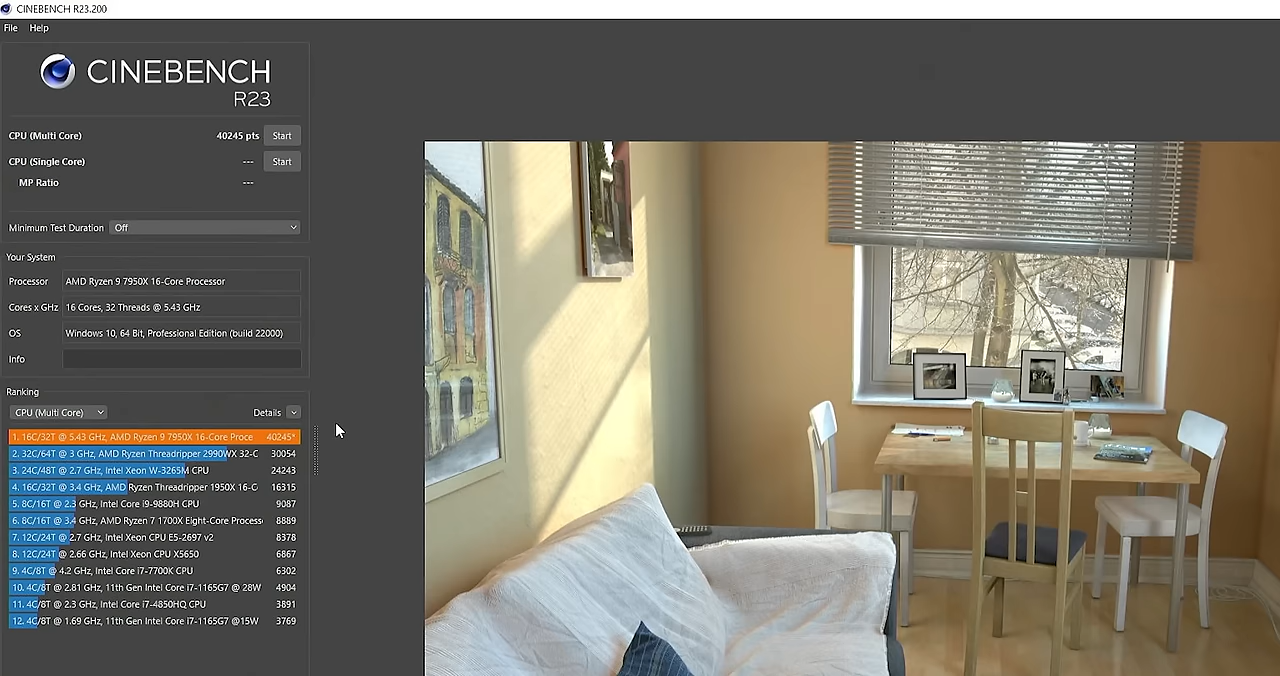 CINEBENCH R23.200
File Help
CINEBENCH
R23
CPU (Multi Core) 40245 pts Start
CPU (Single Core) --- Start
MP Ratio ---
Minimum Test Duration Off
Your System
Processor AMD Ryzen 9 7950X 16-Core Processor
Cores x GHz 16 Cores, 32 Threads @ 5.43 GHz
OS Windows 10, 64 Bit, Professional Edition (build 22000)
Info
Ranking
CPU (Multi Core) Details
1. 16C/32T @ 5.43 GHz, AMD Ryzen 9 7950X 16-Core Proce 40245*
2. 32C/64T @ 3 GHz, AMD Ryzen Threadripper 2990WX 32-C 30054
3. 24C/48T @ 2.7 GHz, Intel Xeon W-3265M CPU 24243
4. 16C/32T @ 3.4 GHz, AMD Ryzen Threadripper 1950X 16-C 16315
5. 8C/16T @ 2.3 GHz, Intel Core i9-9880H CPU 9087
6. 8C/16T @ 3.4 GHz, AMD Ryzen 7 1700X Eight-Core Process 8889
7. 12C/24T @ 2.7 GHz, Intel Xeon CPU E5-2697 v2 8378
8. 12C/24T @ 2.66 GHz, Intel Xeon CPU X5650 6867
9. 4C/8T @ 4.2 GHz, Intel Core i7-7700K CPU 6302
10. 4C/8T @ 2.81 GHz, 11th Gen Intel Core i7-1165G7 @ 28W 4904
11. 4C/8T @ 2.3 GHz, Intel Core i7-4850HQ CPU 3891
12. 4C/8T @ 1.69 GHz, 11th Gen Intel Core i7-1165G7 @15W 3769